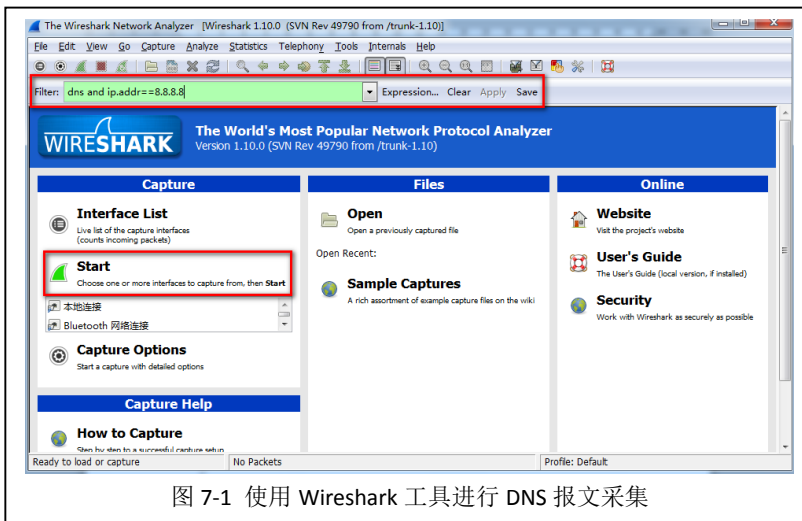 The Wireshark Network Analyzer [Wireshark 1.10.0 (SVN Rev 49790 from /trunk-1.10)]
File Edit View Go Capture Analyze Statistics Telephony Tools Internals Help
Filter: dns and ip.addr==8.8.8.8 Expression... Clear Apply Save
WIRESHARK
The World's Most Popular Network Protocol Analyzer
Version 1.10.0 (SVN Rev 49790 from /trunk-1.10)
Capture
Interface List
Live list of the capture interfaces
(counts incoming packets)
Start
Choose one or more interfaces to capture from, then Start
本地连接
Bluetooth 网络连接
Capture Options
Start a capture with detailed options
Capture Help
How to Capture
Step by step to a successful capture setup
Files
Open
Open a previously captured file
Open Recent:
Sample Captures
A rich assortment of example capture files on the wiki
Online
Website
Visit the project's website
User's Guide
The User's Guide (local version, if installed)
Security
Work with Wireshark as securely as possible
Ready to load or capture No Packets Profile: Default
图 7-1 使用 Wireshark 工具进行 DNS 报文采集